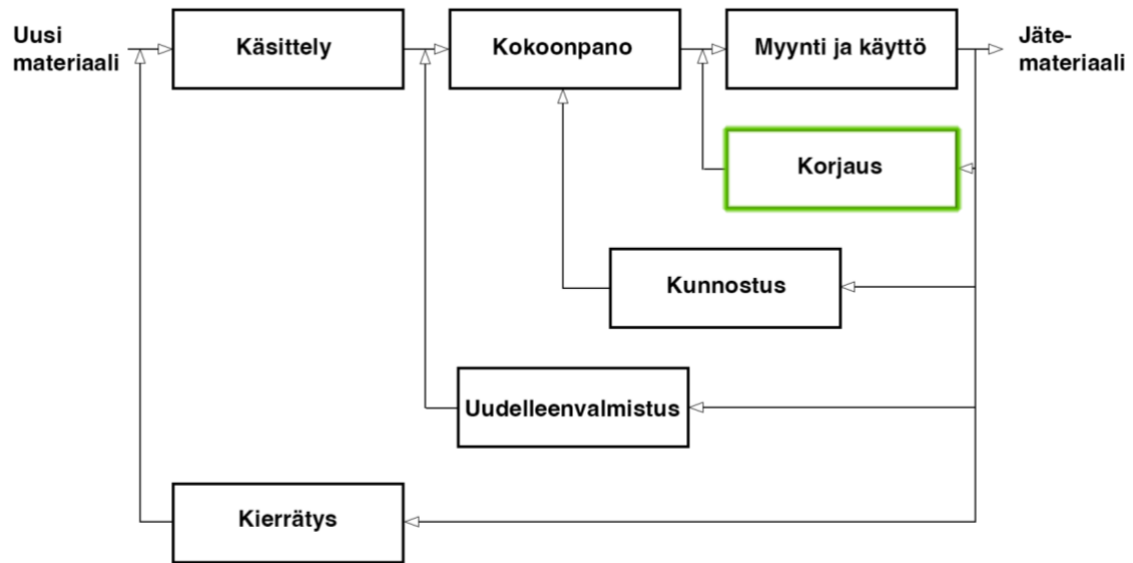 Uusi
materiaali
Käsittely
Kokoonpano
Myynti ja käyttö
Jäte-
materiaali
Korjaus
Kunnostus
Uudelleenvalmistus
Kierrätys